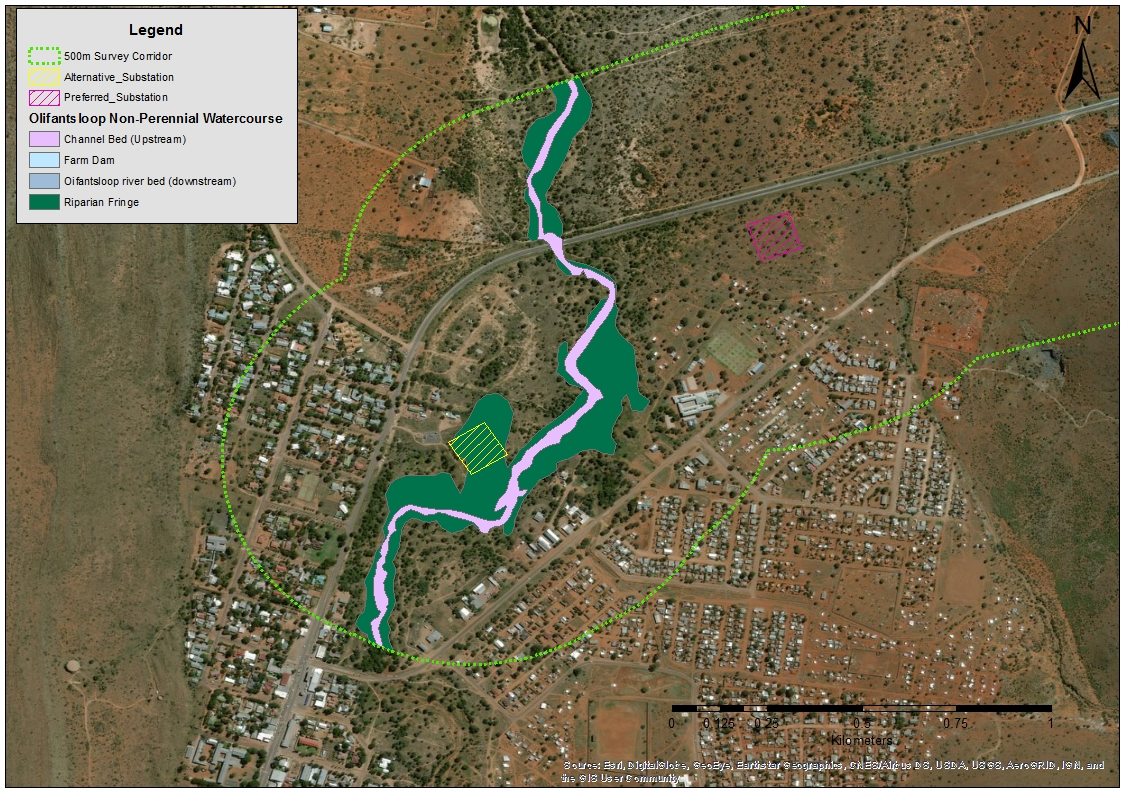 Legend
500m Survey Corridor
Alternative_Substation
Preferred_Substation
Olifantsloop Non-Perennial Watercourse
Channel Bed (Upstream)
Farm Dam
Oifantsloop river bed (downstream)
Riparian Fringe
N
0 0.125 0.25 0.5 0.75 1
Kilometers
Source: Esri, DigitalGlobe, GeoEye, Earthstar Geographics, CNES/Airbus DS, USDA, USGS, AeroGRID, IGN, and
the GIS User Community